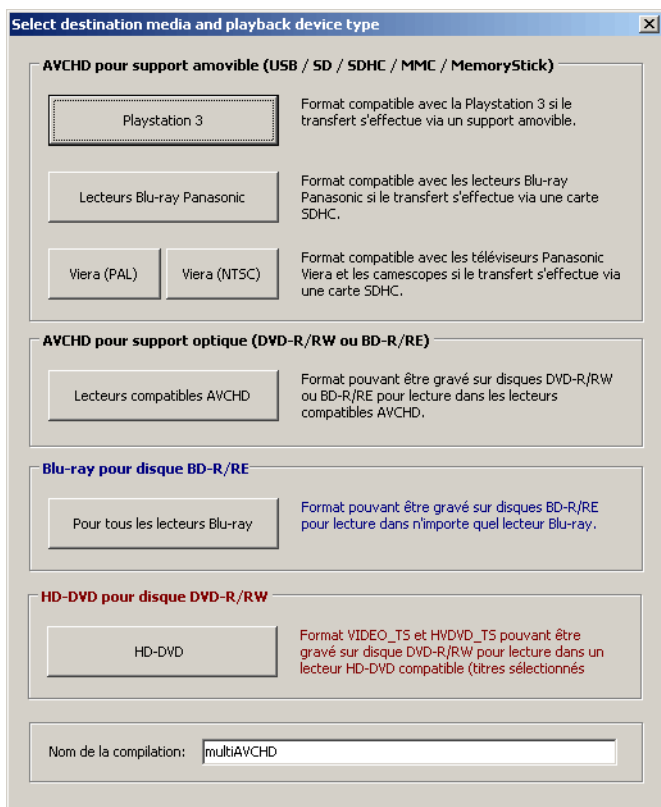 Select destination media and playback device type
AVCHD pour support amovible (USB / SD / SDHC / MMC / MemoryStick)
Playstation 3
Format compatible avec la Playstation 3 si le
transfert s'effectue via un support amovible.
Lecteurs Blu-ray Panasonic
Format compatible avec les lecteurs Blu-ray
Panasonic si le transfert s'effectue via une carte
SDHC.
Viera (PAL)
Viera (NTSC)
Format compatible avec les téléviseurs Panasonic
Viera et les camescopes si le transfert s'effectue via
une carte SDHC.
AVCHD pour support optique (DVD-R/RW ou BD-R/RE)
Lecteurs compatibles AVCHD
Format pouvant être gravé sur disques DVD-R/RW
ou BD-R/RE pour lecture dans les lecteurs
compatibles AVCHD.
Blu-ray pour disque BD-R/RE
Pour tous les lecteurs Blu-ray
Format pouvant être gravé sur disques BD-R/RE
pour lecture dans n'importe quel lecteur Blu-ray.
HD-DVD pour disque DVD-R/RW
HD-DVD
Format VIDEO_TS et HVDVD_TS pouvant être
gravé sur disque DVD-R/RW pour lecture dans un
lecteur HD-DVD compatible (titres sélectionnés
Nom de la compilation:
multiAVCHD